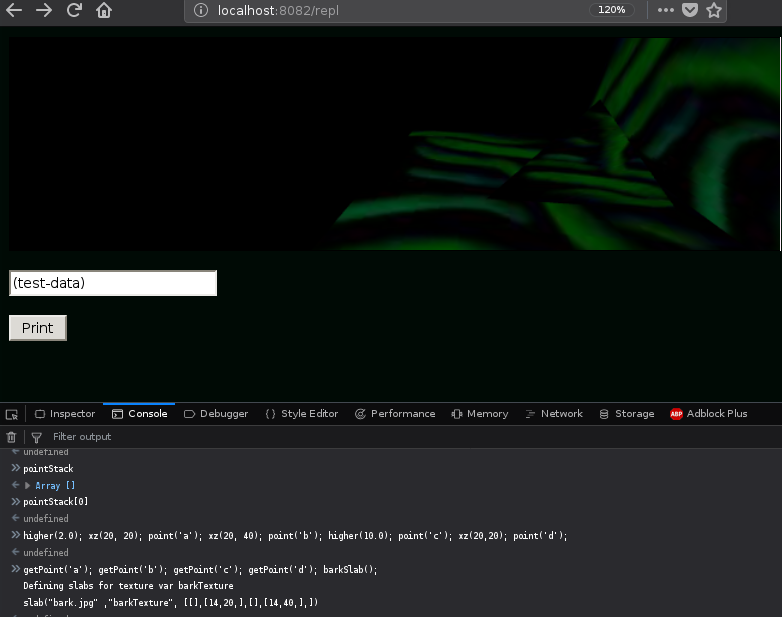 localhost:8082/repl
120%
(test-data)
Print
Inspector Console Debugger {} Style Editor Performance Memory Network Storage ABP Adblock Plus
Filter output
undefined
pointStack
Array []
pointStack[0]
undefined
higher(2.0); xz(20, 20); point('a'); xz(20, 40); point('b'); higher(10.0); point('c'); xz(20,20); point('d');
undefined
getPoint('a'); getPoint('b'); getPoint('c'); getPoint('d'); barkSlab();
Defining slabs for texture var barkTexture
slab("bark.jpg" ,"barkTexture", [[],[14,20,],[],[14,40,],])